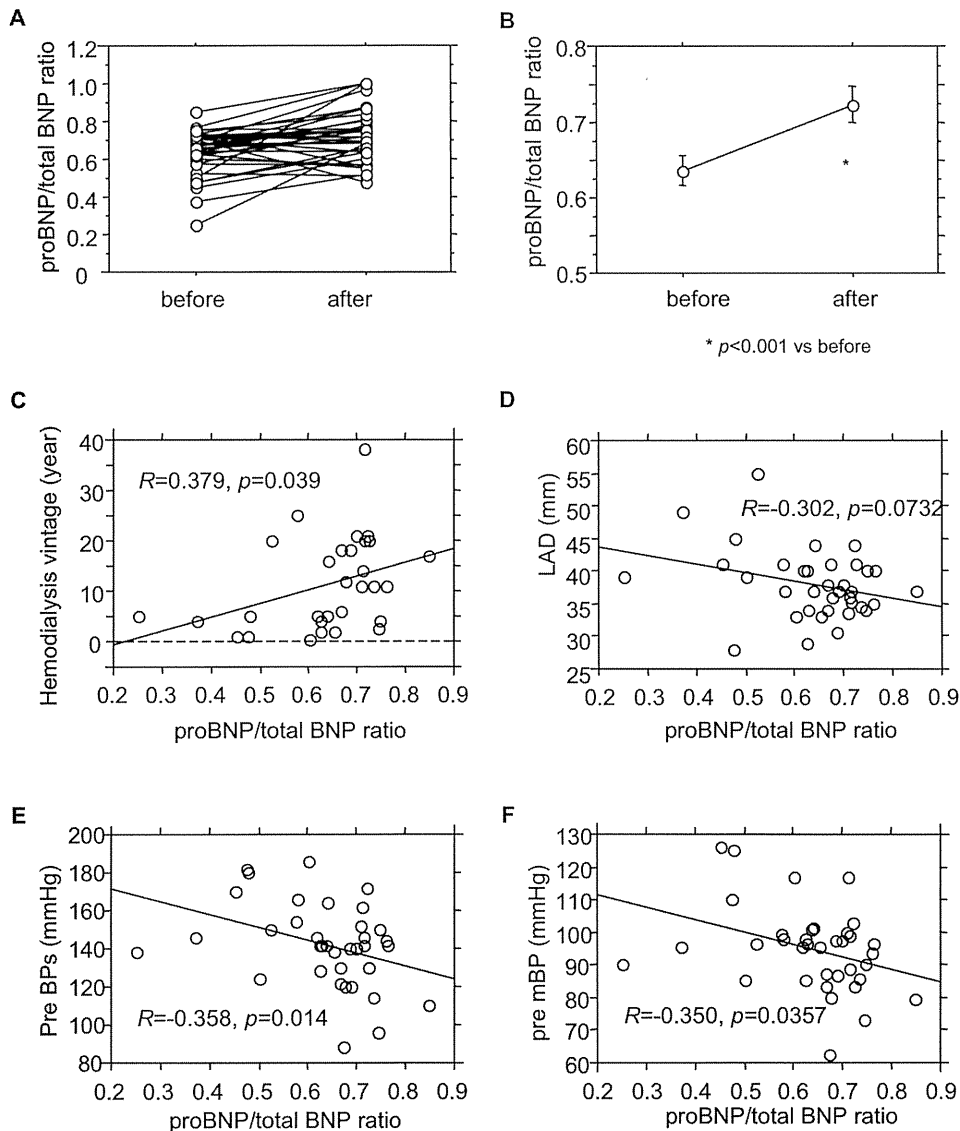 A
proBNP/total BNP ratio
1.2
1.0
0.8
0.6
0.4
0.2
0
before after
B
proBNP/total BNP ratio
0.8
0.7
0.6
0.5
*
before after
* p<0.001 vs before
C
Hemodialysis vintage (year)
40
30
20
10
0
R=0.379, p=0.039
0.2 0.3 0.4 0.5 0.6 0.7 0.8 0.9
proBNP/total BNP ratio
D
LAD (mm)
60
55
50
45
40
35
30
25
R=-0.302, p=0.0732
0.2 0.3 0.4 0.5 0.6 0.7 0.8 0.9
proBNP/total BNP ratio
E
Pre BPs (mmHg)
200
180
160
140
120
100
80
R=-0.358, p=0.014
0.2 0.3 0.4 0.5 0.6 0.7 0.8 0.9
proBNP/total BNP ratio
F
pre mBP (mmHg)
130
120
110
100
90
80
70
60
R=-0.350, p=0.0357
0.2 0.3 0.4 0.5 0.6 0.7 0.8 0.9
proBNP/total BNP ratio